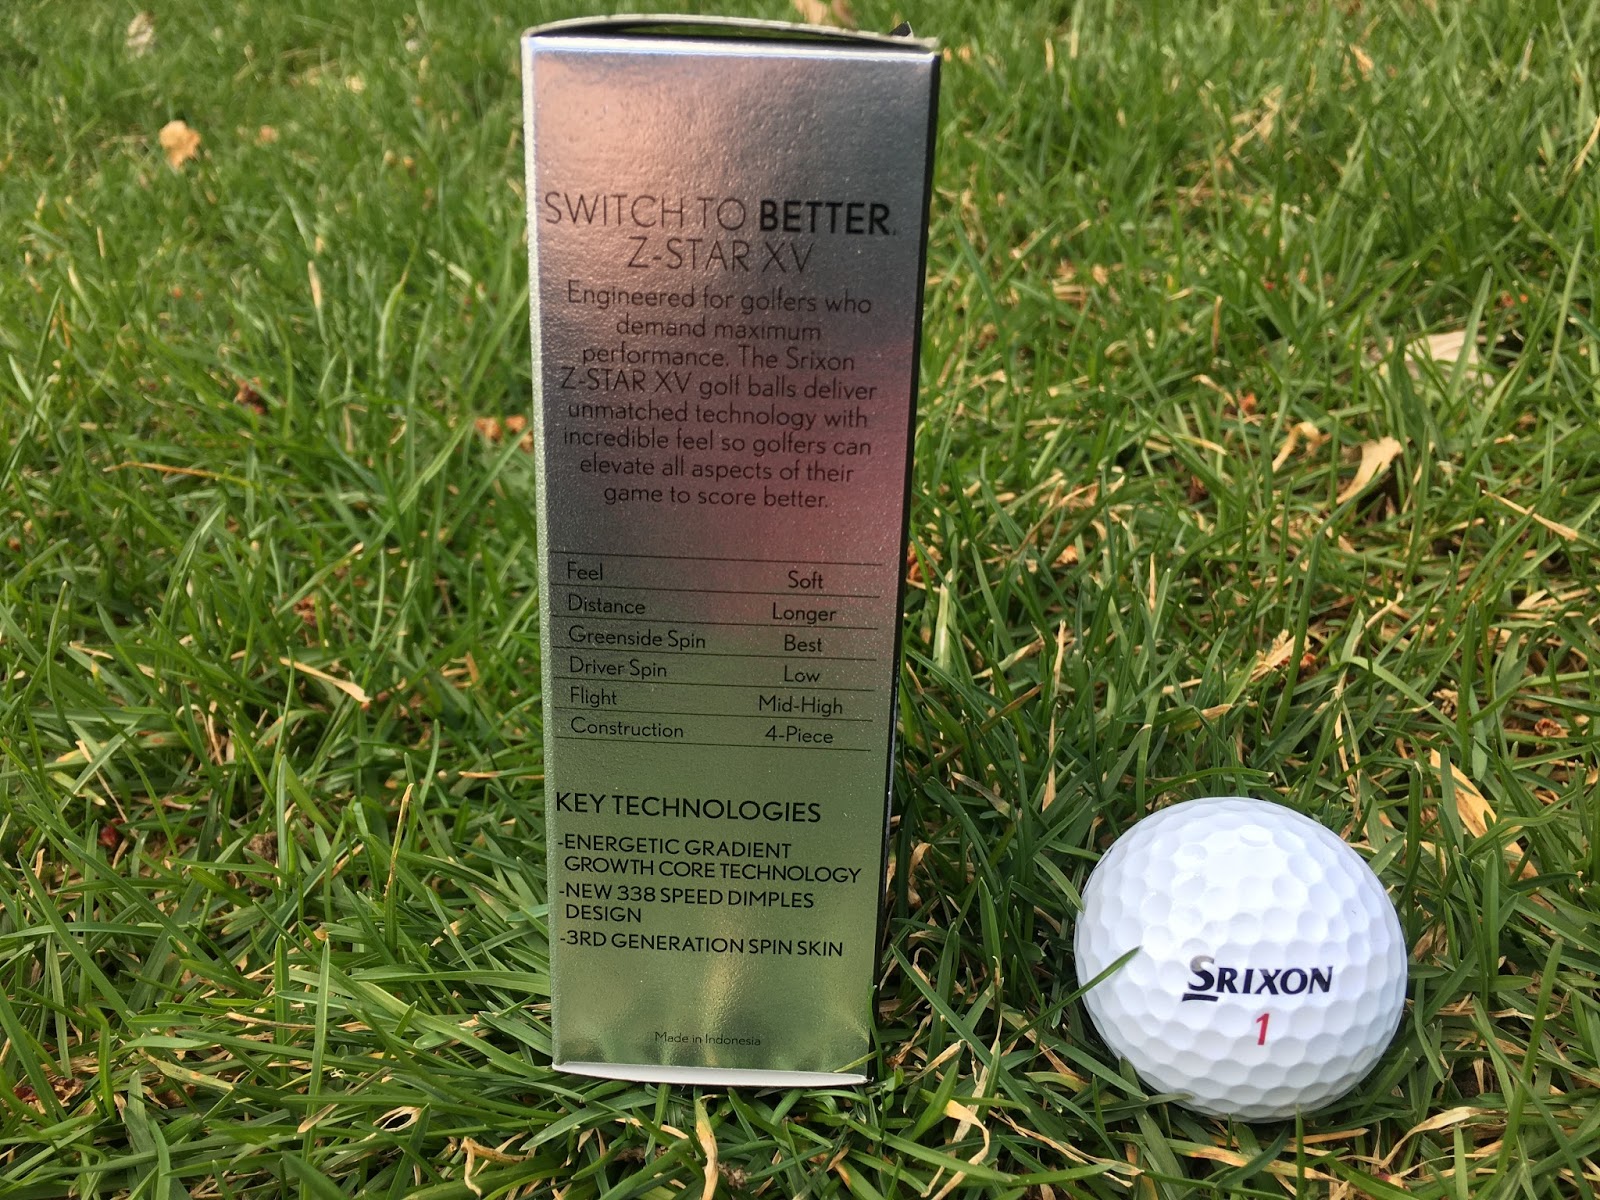 SWITCH TO BETTER.
Z-STAR XV
Engineered for golfers who
demand maximum
performance. The Srixon
Z-STAR XV golf balls deliver
unmatched technology with
incredible feel so golfers can
elevate all aspects of their
game to score better.
Feel Soft
Distance Longer
Greenside Spin Best
Driver Spin Low
Flight Mid-High
Construction 4-Piece
KEY TECHNOLOGIES
-ENERGETIC GRADIENT
GROWTH CORE TECHNOLOGY
-NEW 338 SPEED DIMPLES
DESIGN
-3RD GENERATION SPIN SKIN
Made in Indonesia
SRIXON
1